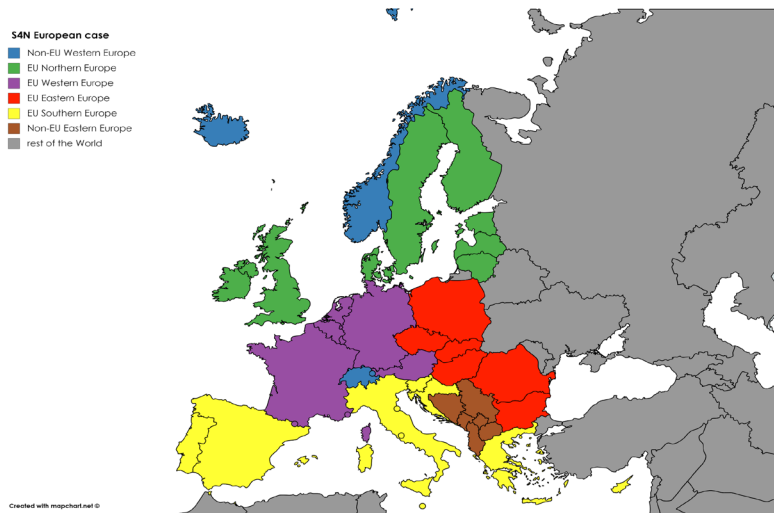 S4N European case
Non-EU Western Europe
EU Northern Europe
EU Western Europe
EU Eastern Europe
EU Southern Europe
Non-EU Eastern Europe
rest of the World
Created with mapchart.net ©